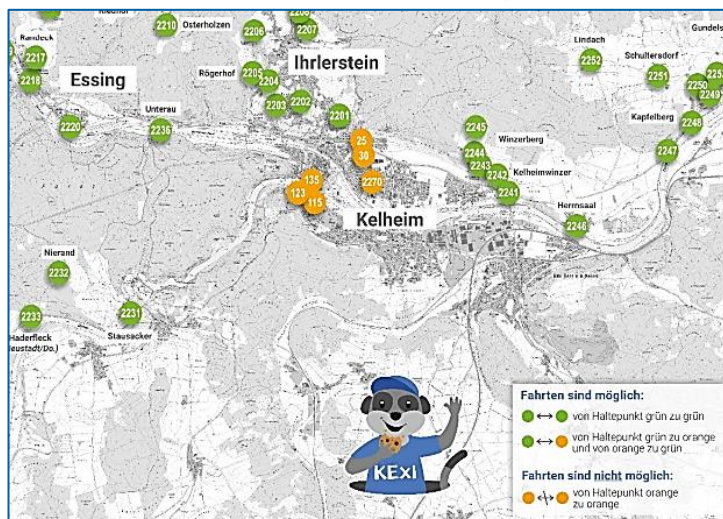 2210
Osterholzen
2206
2207
Randeck
2217
2218
Essing
2205
Rögerhof
2204
Ihrlerstein
2203
2202
2201
2220
Unterau
2236
25
30
135
123
115
2270
Kelheim
Lindach
2252
Schultersdorf
2251
Gundels
2250
2249
Kapfelberg
2248
2247
2245
Winzerberg
2244
2243
2242
Kelheimwinzer
2241
Herrnsaal
2246
Nierand
2232
2233
Haderfleck
(Neustadt/Do.)
2231
Stausacker
KEXI
Fahrten sind möglich:
von Haltepunkt grün zu grün
von Haltepunkt grün zu orange
und von orange zu grün
Fahrten sind nicht möglich:
von Haltepunkt orange
zu orange